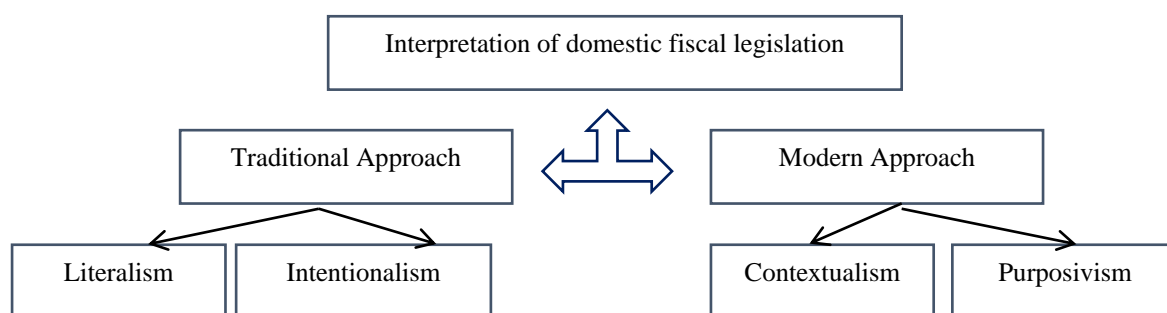 Interpretation of domestic fiscal legislation
Traditional Approach
Modern Approach
Literalism
Intentionalism
Contextualism
Purposivism